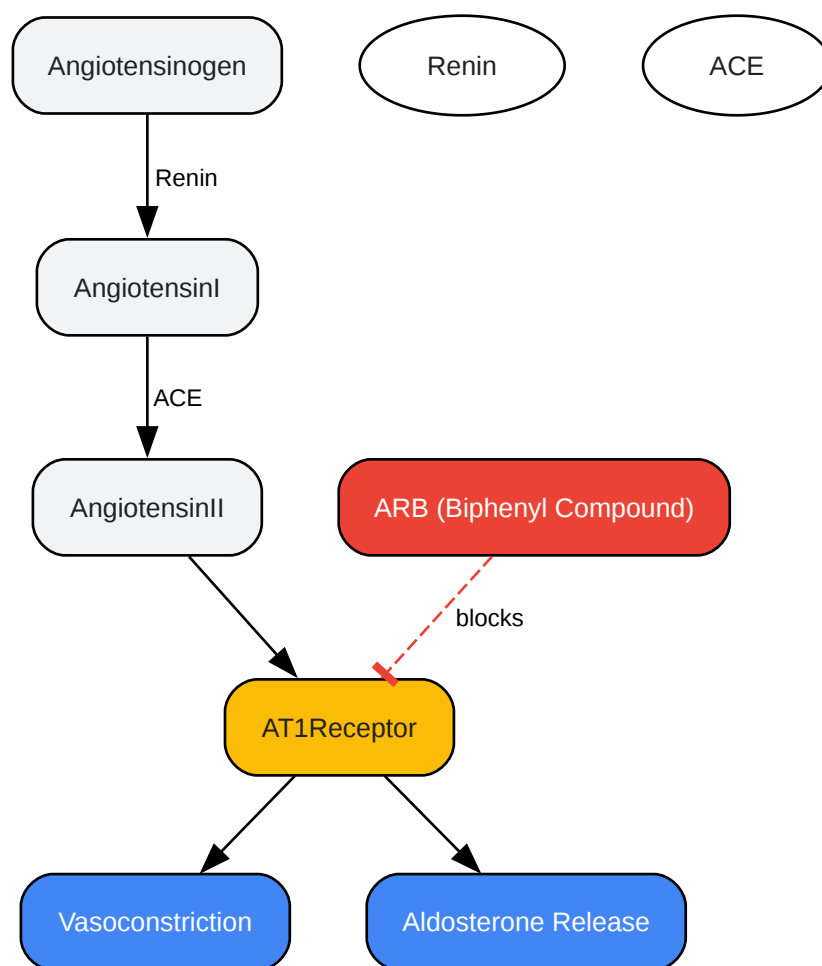 Angiotensinogen
Renin
ACE
Renin
AngiotensinI
ACE
AngiotensinII
ARB (Biphenyl Compound)
blocks
AT1Receptor
Vasoconstriction
Aldosterone Release